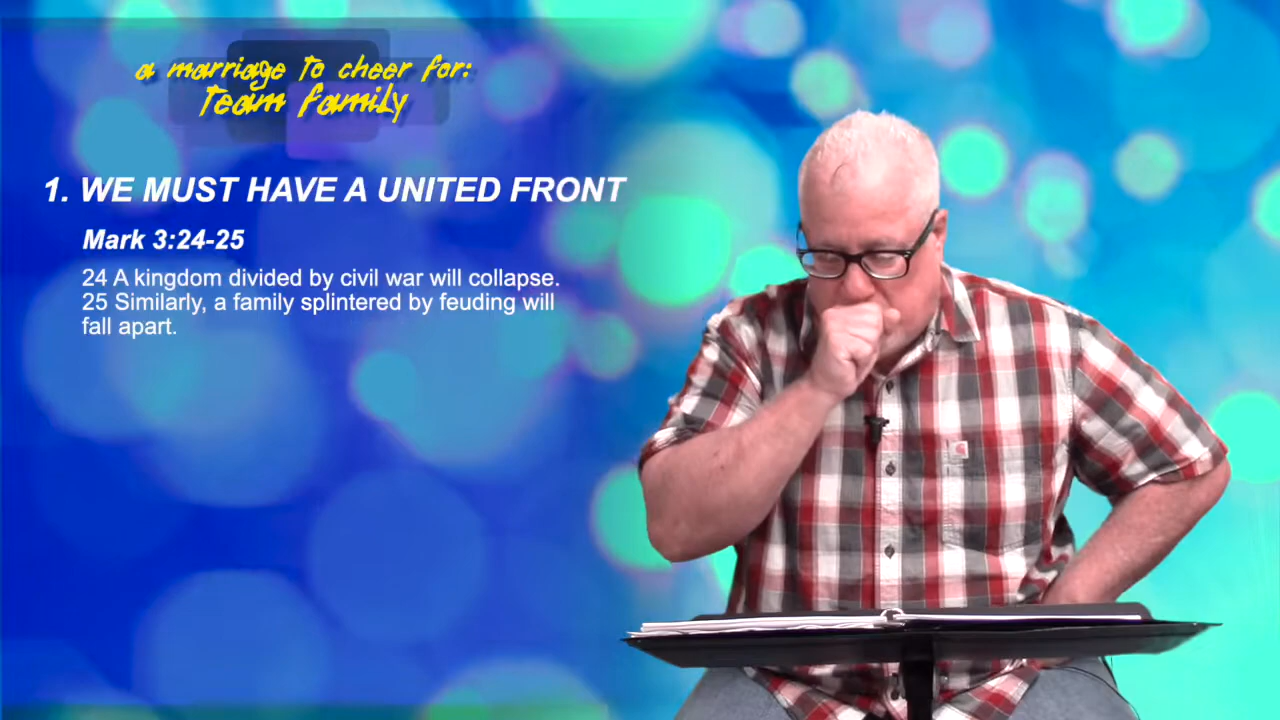 a marriage to cheer for:
Team Family
1. WE MUST HAVE A UNITED FRONT
Mark 3:24-25
24 A kingdom divided by civil war will collapse.
25 Similarly, a family splintered by feuding will
fall apart.